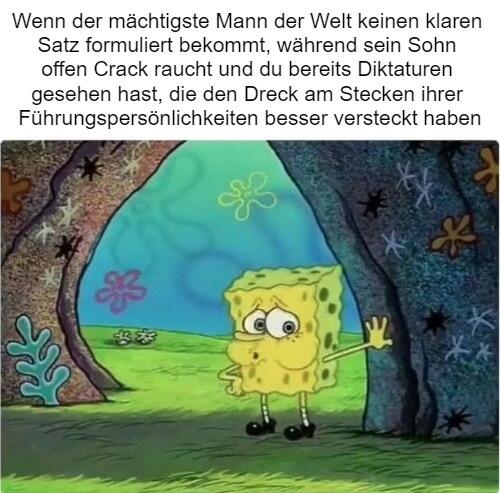 Wenn der mächtigste Mann der Welt keinen klaren
Satz formuliert bekommt, während sein Sohn
offen Crack raucht und du bereits Diktaturen
gesehen hast, die den Dreck am Stecken ihrer
Führungspersönlichkeiten besser versteckt haben